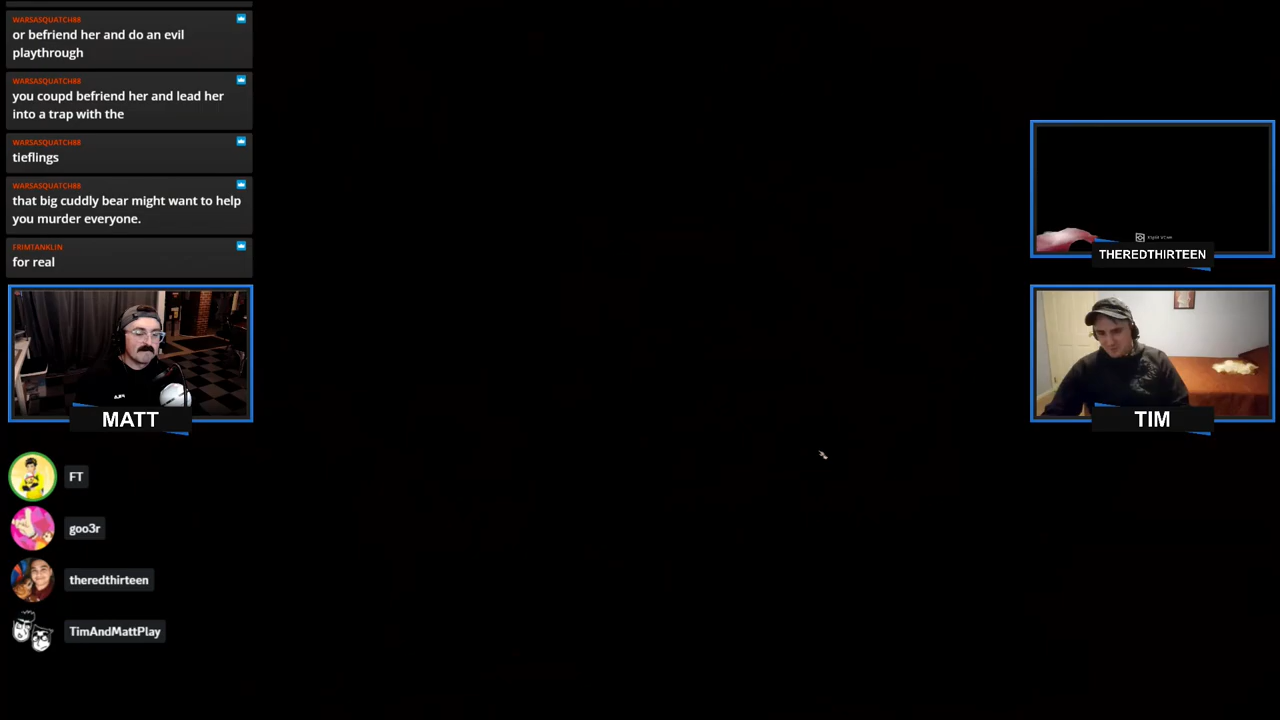 WARSASQUATCH88
or befriend her and do an evil
playthrough
WARSASQUATCH88
you coupd befriend her and lead her
into a trap with the
WARSASQUATCH88
tieflings
WARSASQUATCH88
that big cuddly bear might want to help
you murder everyone.
FRIMTANKLIN
for real
MATT
FT
goo3r
theredthirteen
TimAndMattPlay
THEREDTHIRTEEN
TIM